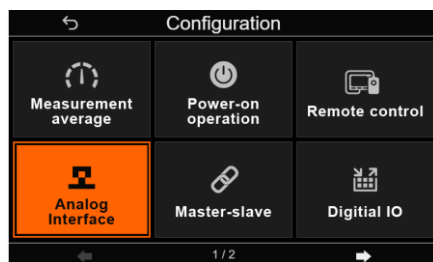 Configuration
Measurement
average
Power-on
operation
Remote control
Analog
Interface
Master-slave
Digitial IO
1 / 2